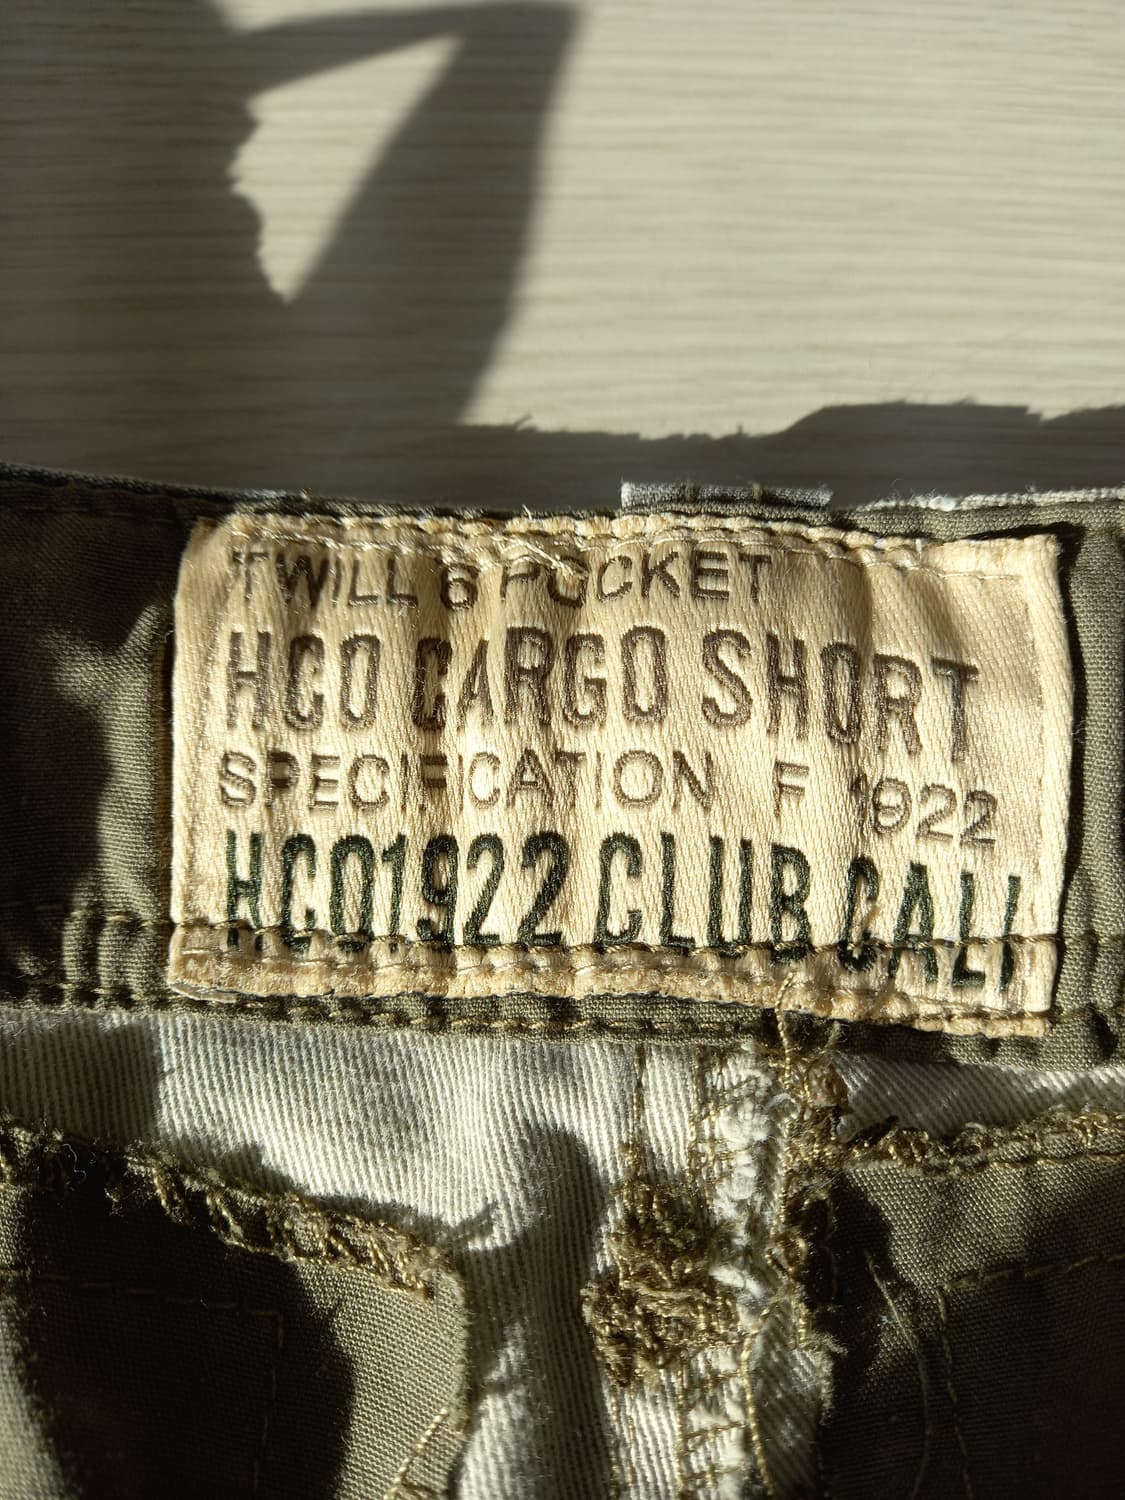 TWILL 6 POCKET
HCO CARGO SHORT
SPECIFICATION F 1922
HCO1922 CLUB CALI